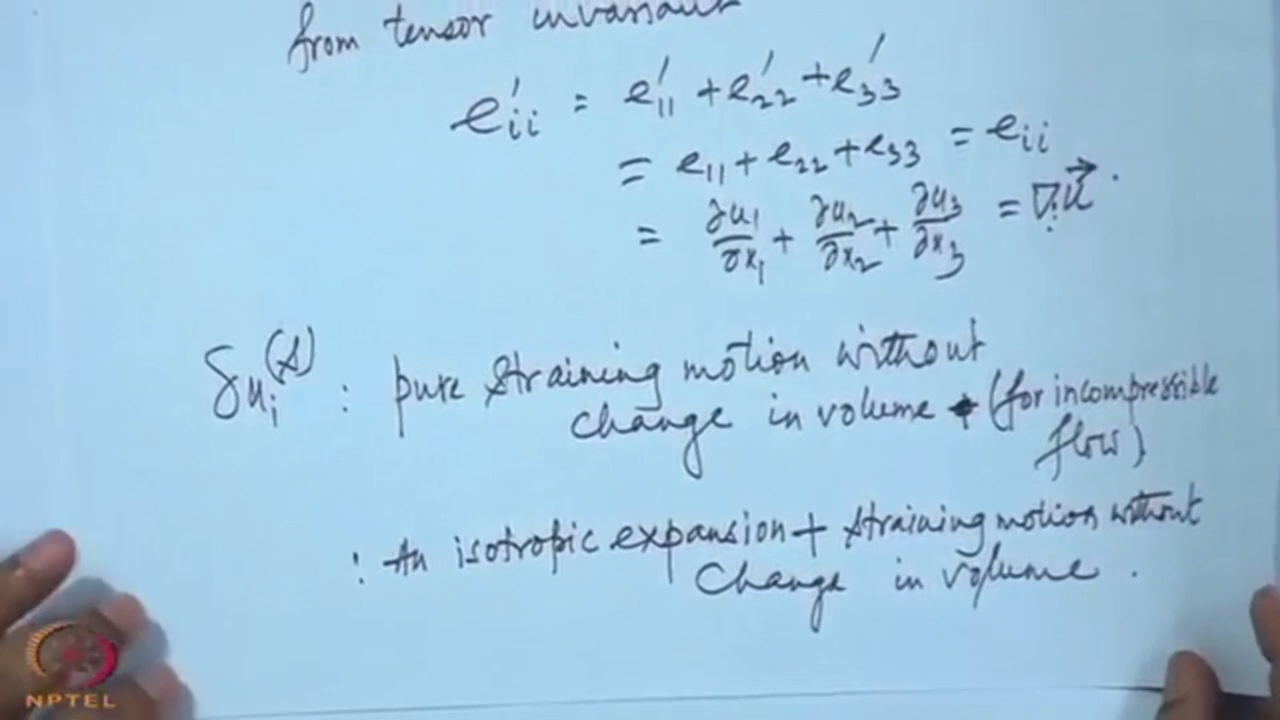 from tensor invariant
e'ᵢᵢ = e'₁₁ + e'₂₂ + e'₃₃
= e₁₁ + e₂₂ + e₃₃ = eᵢᵢ
= ∂u₁/∂x₁ + ∂u₂/∂x₂ + ∂u₃/∂x₃ = ∇·u⃗.
δuᵢ⁽ˢ⁾ : pure straining motion without
change in volume (for incompressible
flow)
: An isotropic expansion + straining motion without
change in volume.
NPTEL